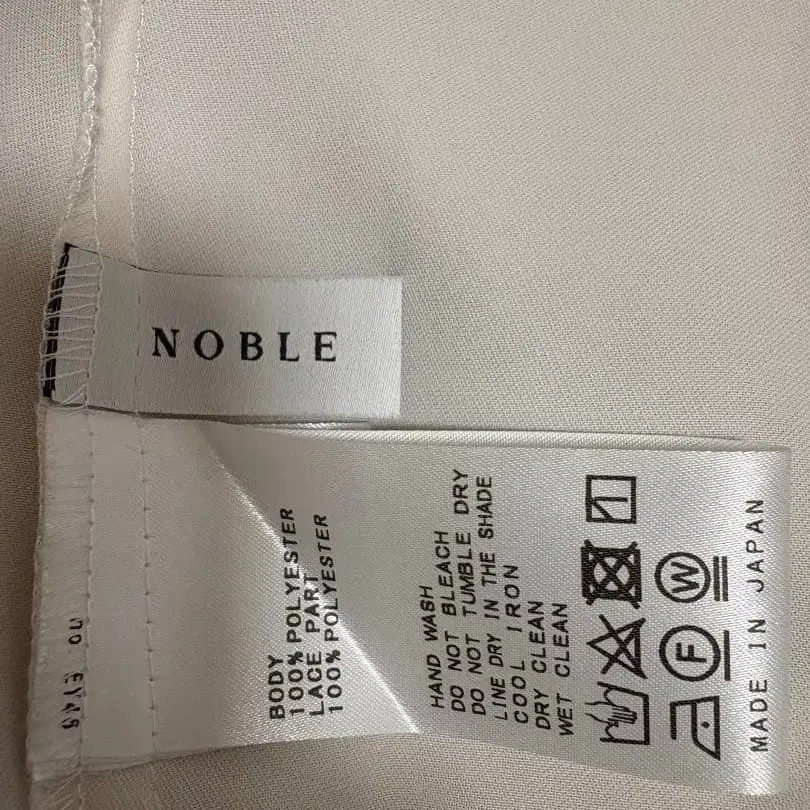 NOBLE
BODY
100% POLYESTER
LACE PART
100% POLYESTER
HAND WASH
DO NOT BLEACH
DO NOT TUMBLE DRY
LINE DRY IN THE SHADE
COOL IRON
DRY CLEAN
WET CLEAN
F
W
MADE IN JAPAN
no